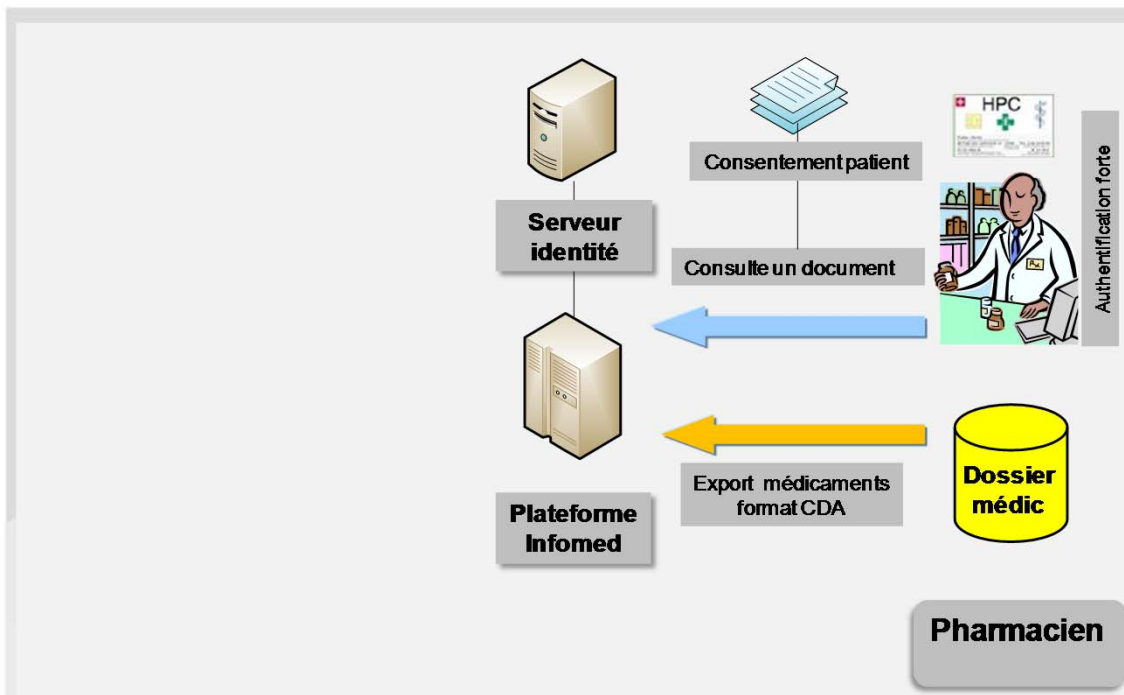 HPC
Consentement patient
Authentification forte
Serveur
identité
Consulte un document
Export médicaments
format CDA
Dossier
médic
Plateforme
Infomed
Pharmacien